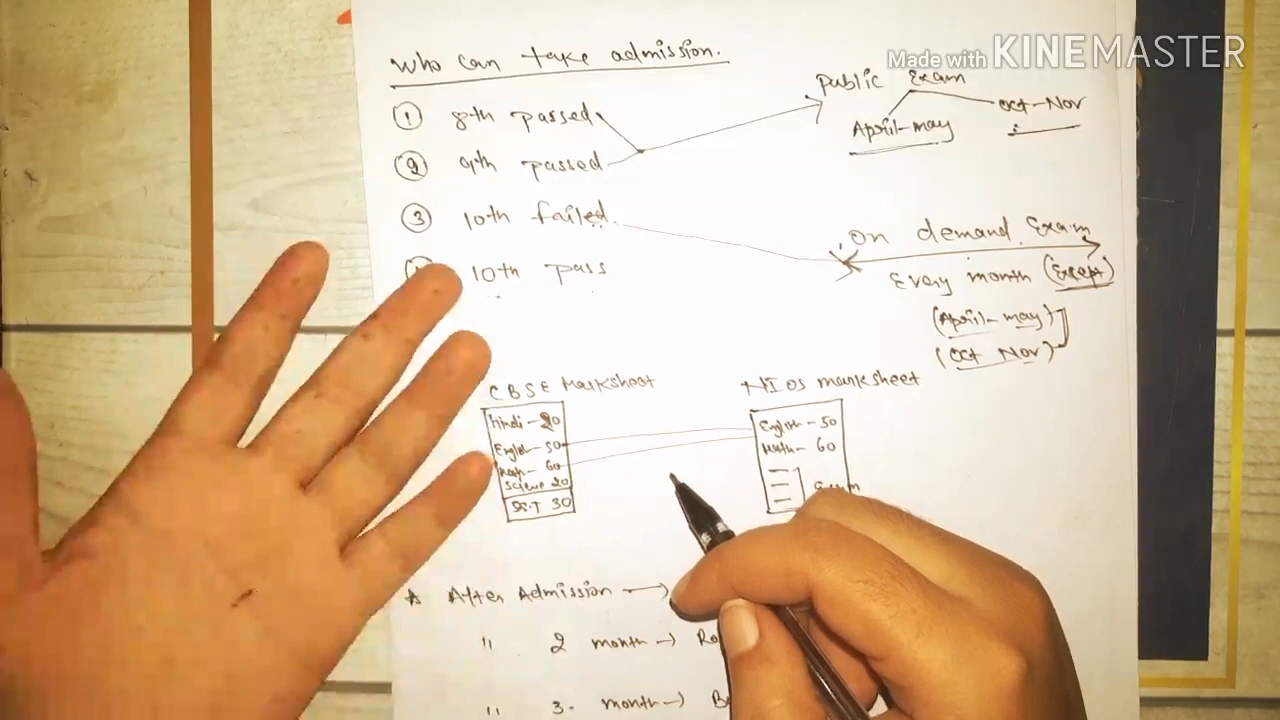 Made with KINEMASTER
Who can take admission.
① 8th passed
② 9th passed
③ 10th failed.
10th pass
Public Exam
April-may
Oct-Nov
On demand Exam
Every month (Except)
(April-may)
(Oct Nov)
CBSE Marksheet
hindi-20
English-50
Math-60
Science 20
S.S.T 30
NIOS marksheet
English-50
Math-60
After Admission →
" 2 month →
" 3. month →